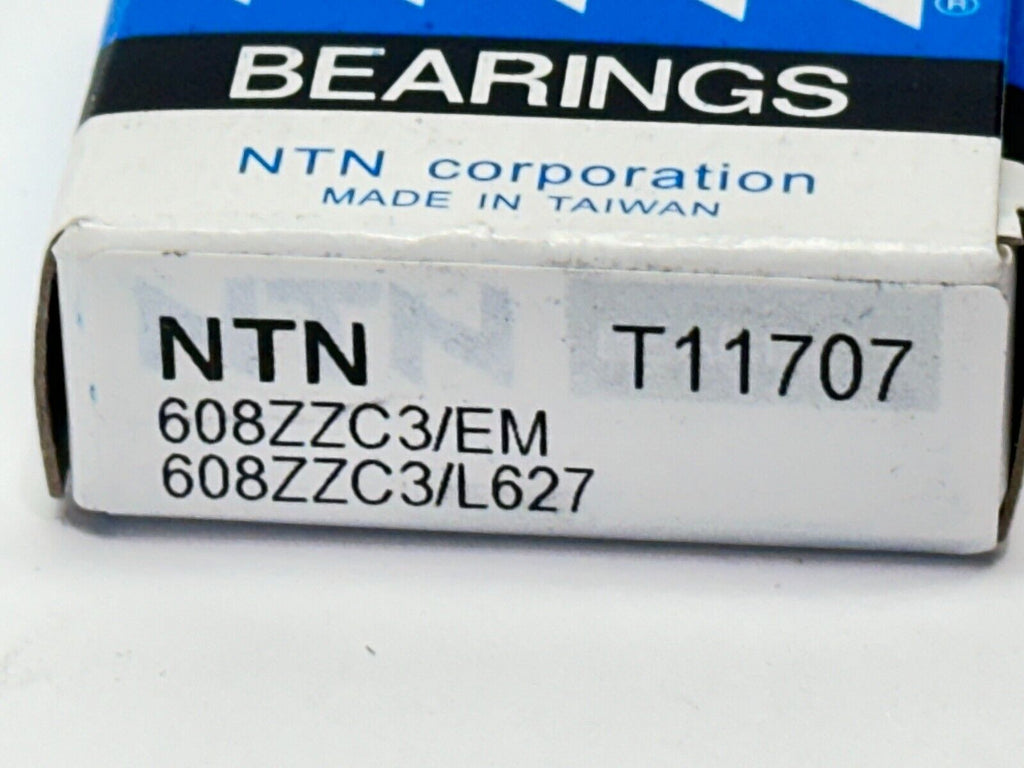 ®
BEARINGS
NTN corporation
MADE IN TAIWAN
NTN T11707
608ZZC3/EM
608ZZC3/L627